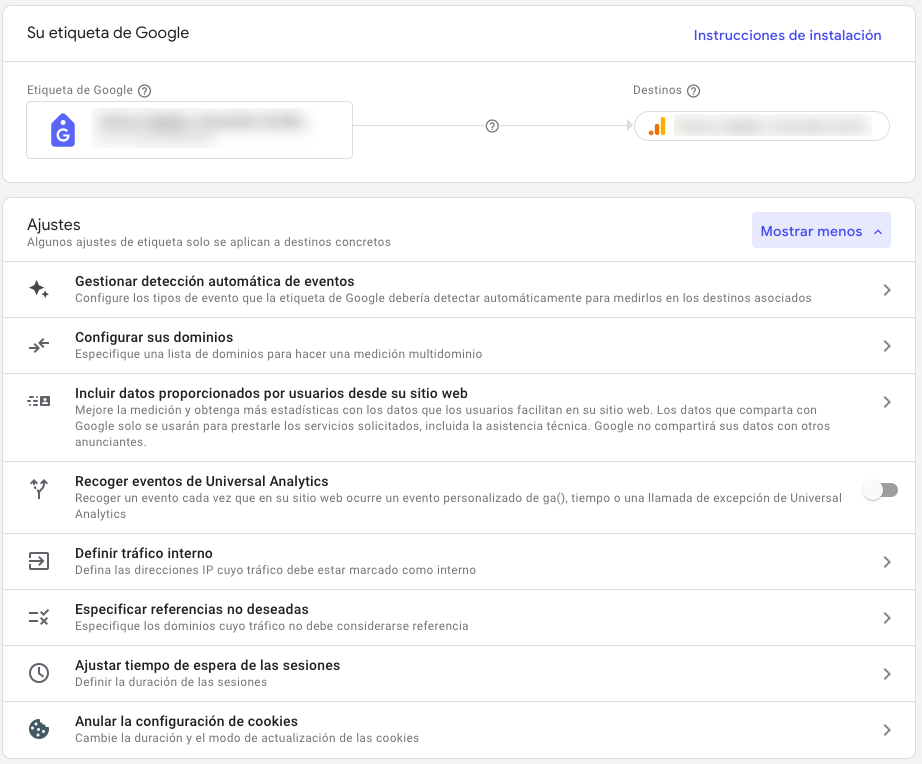 Su etiqueta de Google
Instrucciones de instalación
Etiqueta de Google
Destinos
Ajustes
Algunos ajustes de etiqueta solo se aplican a destinos concretos
Mostrar menos
Gestionar detección automática de eventos
Configure los tipos de evento que la etiqueta de Google debería detectar automáticamente para medirlos en los destinos asociados
Configurar sus dominios
Especifique una lista de dominios para hacer una medición multidominio
Incluir datos proporcionados por usuarios desde su sitio web
Mejore la medición y obtenga más estadísticas con los datos que los usuarios facilitan en su sitio web. Los datos que comparta con
Google solo se usarán para prestarle los servicios solicitados, incluida la asistencia técnica. Google no compartirá sus datos con otros
anunciantes.
Recoger eventos de Universal Analytics
Recoger un evento cada vez que en su sitio web ocurre un evento personalizado de ga(), tiempo o una llamada de excepción de Universal
Analytics
Definir tráfico interno
Defina las direcciones IP cuyo tráfico debe estar marcado como interno
Especificar referencias no deseadas
Especifique los dominios cuyo tráfico no debe considerarse referencia
Ajustar tiempo de espera de las sesiones
Definir la duración de las sesiones
Anular la configuración de cookies
Cambie la duración y el modo de actualización de las cookies